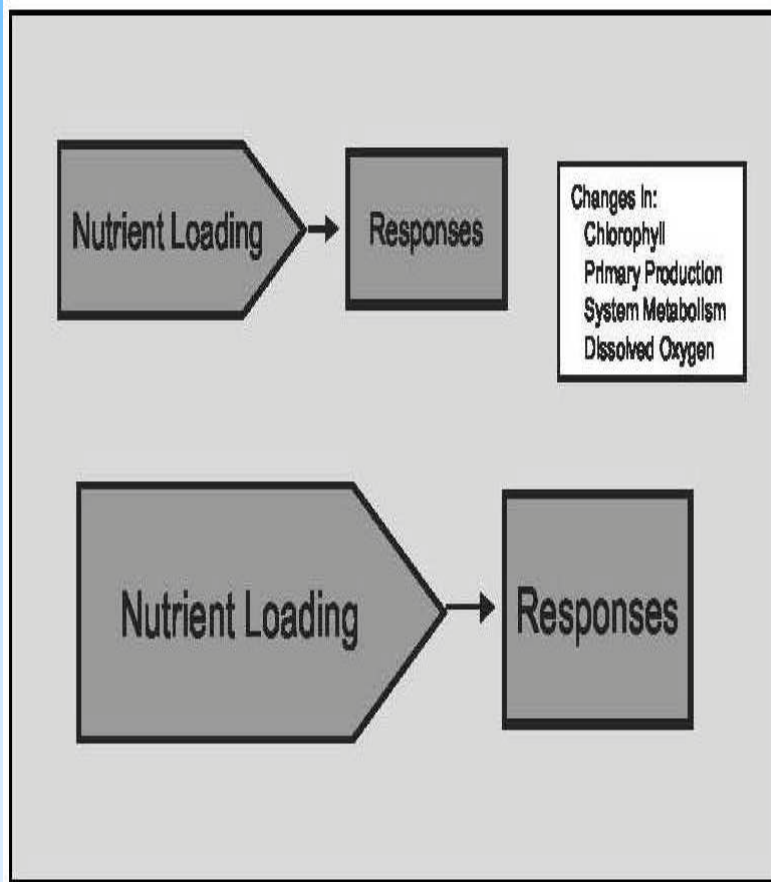 Nutrient Loading
Responses
Changes In:
Chlorophyll
Primary Production
System Metabolism
Dissolved Oxygen
Nutrient Loading
Responses